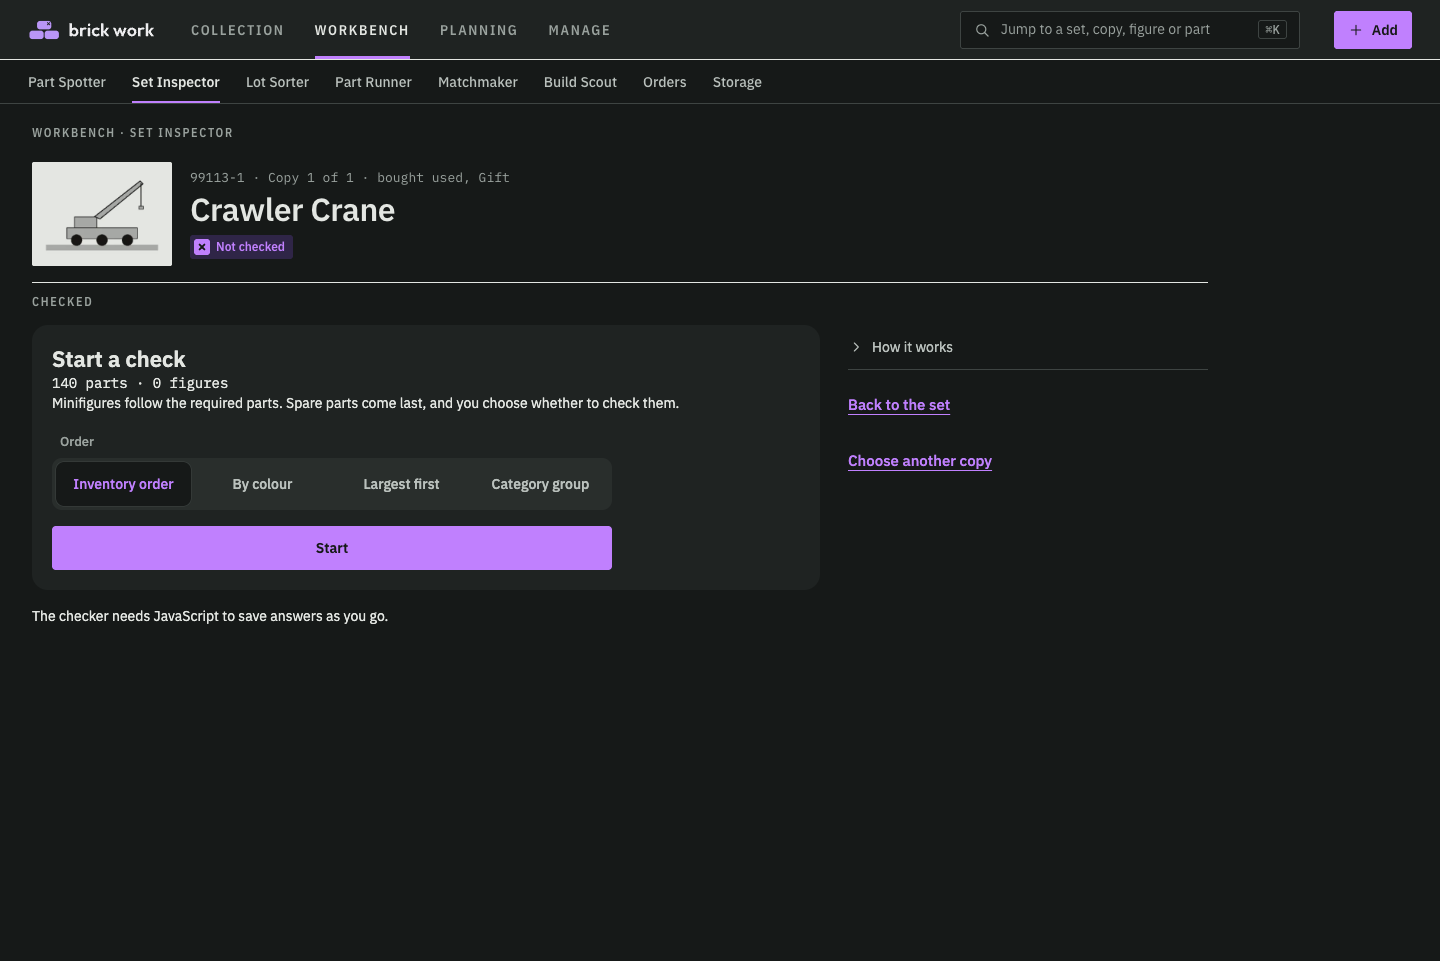 brick work
COLLECTION
WORKBENCH
PLANNING
MANAGE
Jump to a set, copy, figure or part
⌘K
+ Add
Part Spotter
Set Inspector
Lot Sorter
Part Runner
Matchmaker
Build Scout
Orders
Storage
WORKBENCH · SET INSPECTOR
99113-1 · Copy 1 of 1 · bought used, Gift
Crawler Crane
Not checked
CHECKED
Start a check
140 parts · 0 figures
Minifigures follow the required parts. Spare parts come last, and you choose whether to check them.
Order
Inventory order
By colour
Largest first
Category group
Start
The checker needs JavaScript to save answers as you go.
How it works
Back to the set
Choose another copy